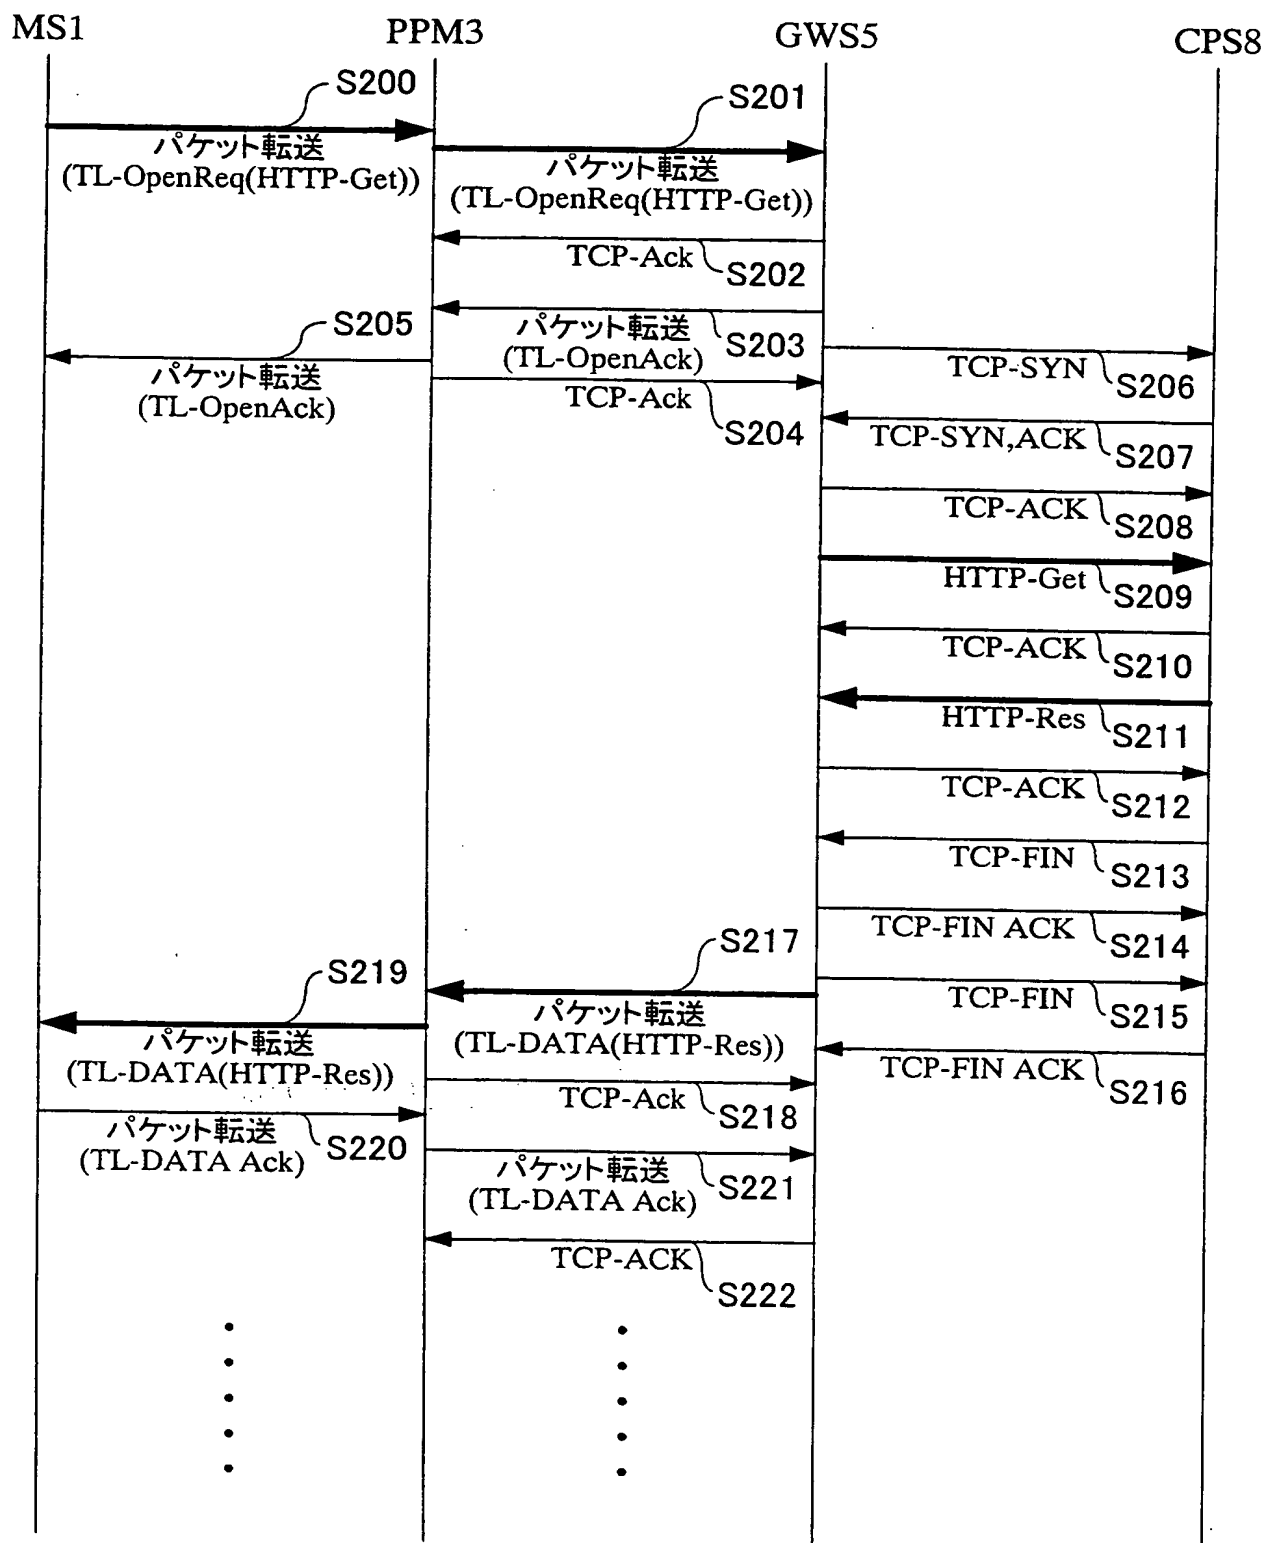 MS1
PPM3
GWS5
CPS8
S200
S201
パケット転送
(TL-OpenReq(HTTP-Get))
パケット転送
(TL-OpenReq(HTTP-Get))
TCP-Ack
S202
S205
パケット転送
(TL-OpenAck)
S203
パケット転送
(TL-OpenAck)
TCP-SYN
S206
TCP-Ack
S204
TCP-SYN,ACK
S207
TCP-ACK
S208
HTTP-Get
S209
TCP-ACK
S210
HTTP-Res
S211
TCP-ACK
S212
TCP-FIN
S213
TCP-FIN ACK
S214
S217
S219
TCP-FIN
S215
パケット転送
(TL-DATA(HTTP-Res))
パケット転送
(TL-DATA(HTTP-Res))
TCP-FIN ACK
S216
TCP-Ack
S218
パケット転送
(TL-DATA Ack)
S220
パケット転送
(TL-DATA Ack)
S221
TCP-ACK
S222